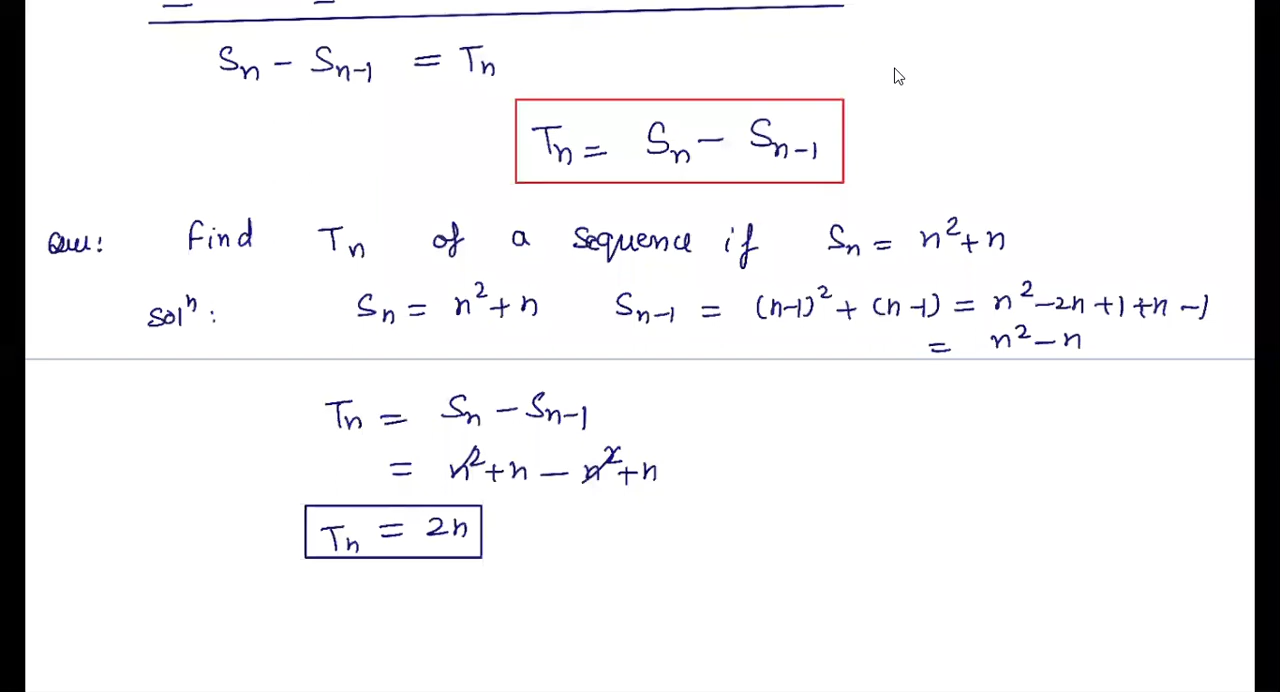 Sn - Sn-1 = Tn
Tn = Sn - Sn-1
Que: Find Tn of a sequence if Sn = n²+n
Solⁿ: Sn = n²+n Sn-1 = (n-1)² + (n-1) = n²-2n+1+n-1
= n²-n
Tn = Sn - Sn-1
= n²+n - n²+n
Tn = 2n